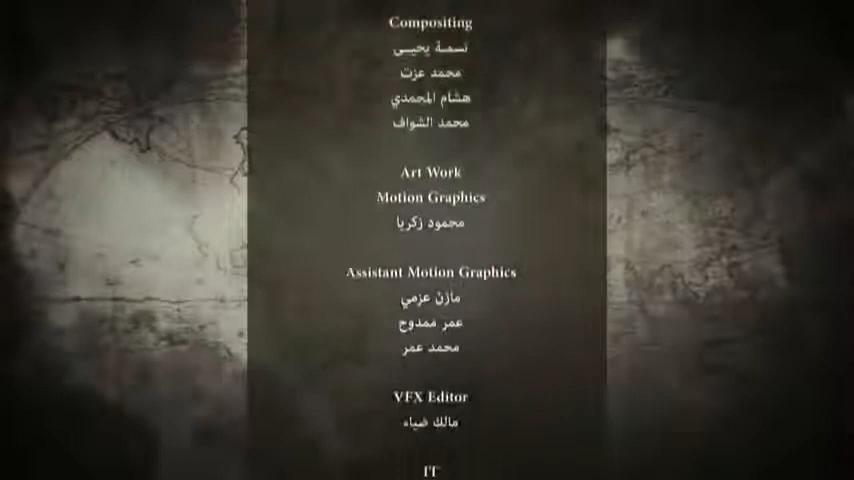 Compositing
نسمة يحيى
محمد عزت
هشام المحمدي
محمد الشواف
Art Work
Motion Graphics
محمود زكريا
Assistant Motion Graphics
مازن عزمي
عمر ممدوح
محمد عمر
VFX Editor
مالك ضياء
IT